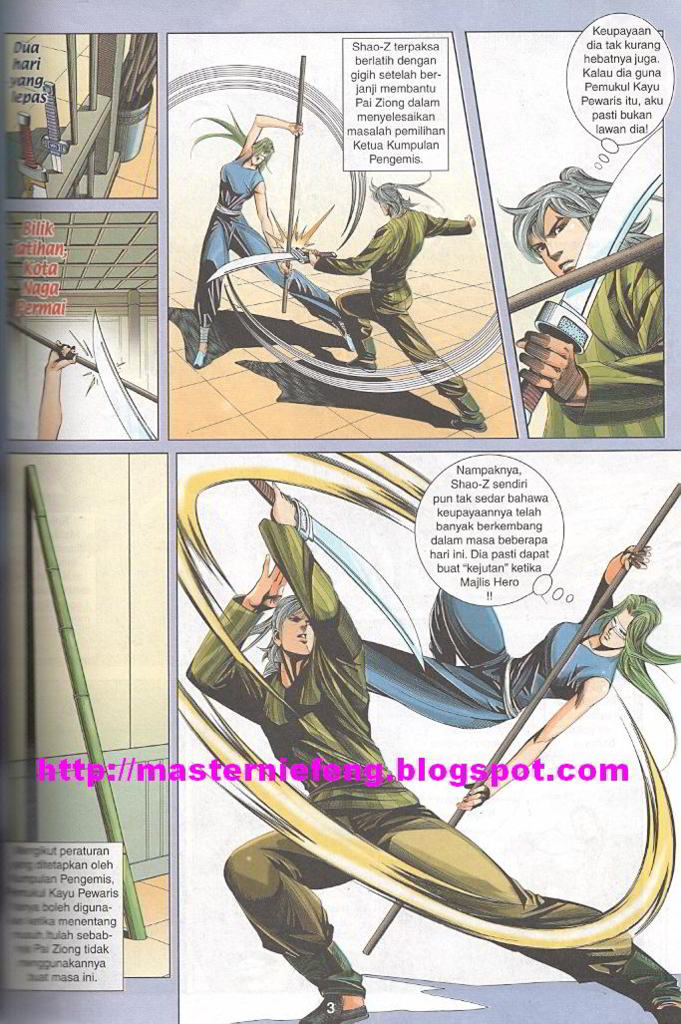 Dua
hari
yang
lepas
Shao-Z terpaksa
berlatih dengan
gigih setelah ber-
janji membantu
Pai Ziong dalam
menyelesaikan
masalah pemilihan
Ketua Kumpulan
Pengemis.
Keupayaan
dia tak kurang
hebatnya juga.
Kalau dia guna
Pemukul Kayu
Pewaris itu, aku
pasti bukan
lawan dia!
Bilik
Latihan,
Kota
Naga
Permai
Nampaknya,
Shao-Z sendiri
pun tak sedar bahawa
keupayaannya telah
banyak berkembang
dalam masa beberapa
hari ini. Dia pasti dapat
buat “kejutan” ketika
Majlis Hero
!!
http://masterniefeng.blogspot.com
Mengikut peraturan
yang ditetapkan oleh
Kumpulan Pengemis,
Pemukul Kayu Pewaris
hanya boleh diguna-
kan ketika menentang
musuh. Itulah sebab-
nya Pai Ziong tidak
menggunakannya
buat masa ini.
3